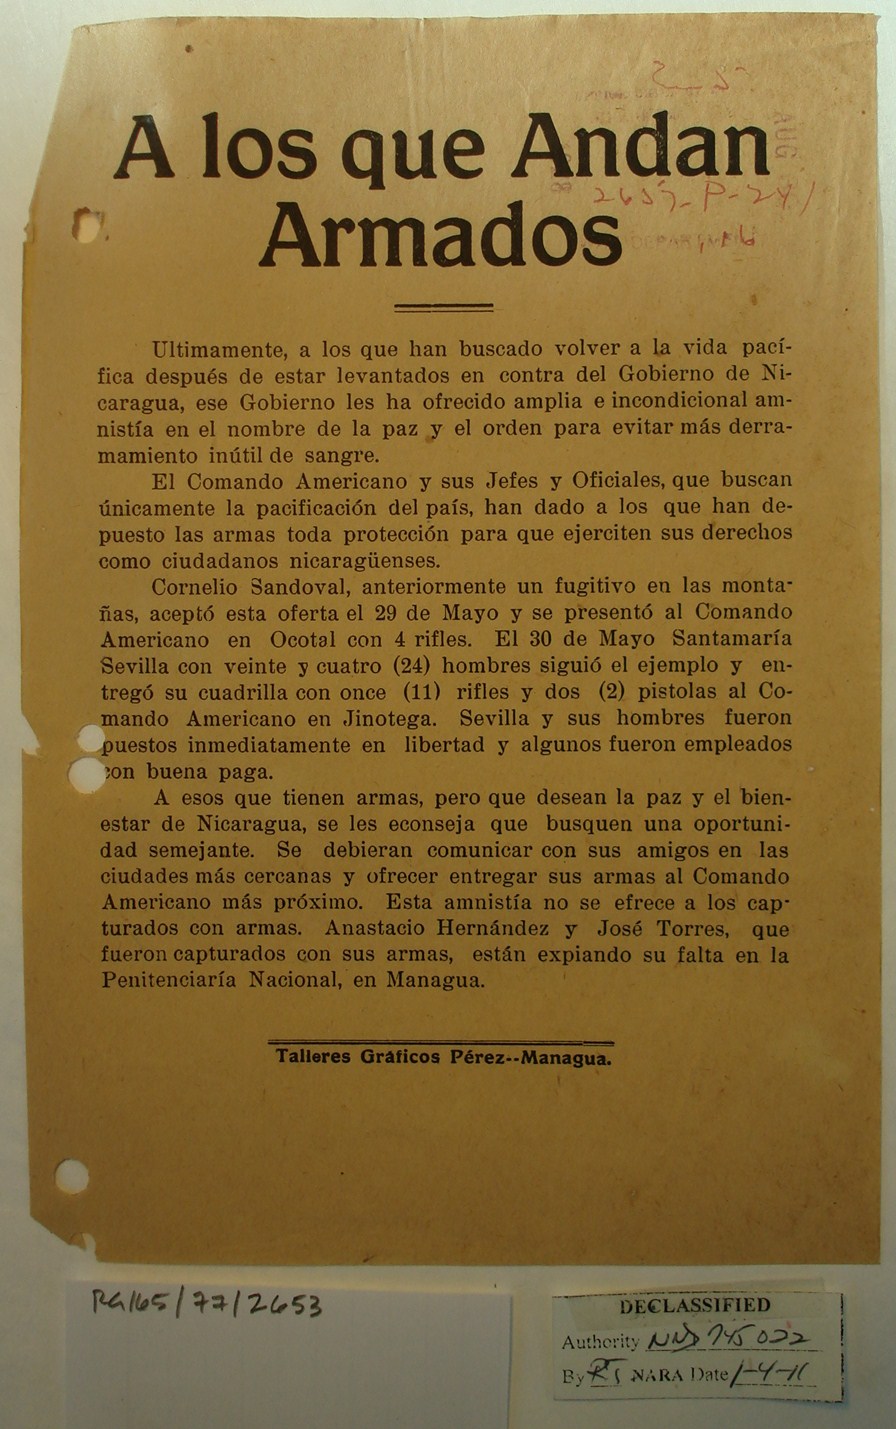 A los que Andan
Armados
2657-P-241
Ultimamente, a los que han buscado volver a la vida pací-
fica después de estar levantados en contra del Gobierno de Ni-
caragua, ese Gobierno les ha ofrecido amplia e incondicional am-
nistía en el nombre de la paz y el orden para evitar más derra-
mamiento inútil de sangre.
El Comando Americano y sus Jefes y Oficiales, que buscan
únicamente la pacificación del país, han dado a los que han de-
puesto las armas toda protección para que ejerciten sus derechos
como ciudadanos nicaragüenses.
Cornelio Sandoval, anteriormente un fugitivo en las monta-
ñas, aceptó esta oferta el 29 de Mayo y se presentó al Comando
Americano en Ocotal con 4 rifles. El 30 de Mayo Santamaría
Sevilla con veinte y cuatro (24) hombres siguió el ejemplo y en-
tregó su cuadrilla con once (11) rifles y dos (2) pistolas al Co-
mando Americano en Jinotega. Sevilla y sus hombres fueron
puestos inmediatamente en libertad y algunos fueron empleados
con buena paga.
A esos que tienen armas, pero que desean la paz y el bien-
estar de Nicaragua, se les econseja que busquen una oportuni-
dad semejante. Se debieran comunicar con sus amigos en las
ciudades más cercanas y ofrecer entregar sus armas al Comando
Americano más próximo. Esta amnistía no se efrece a los cap-
turados con armas. Anastacio Hernández y José Torres, que
fueron capturados con sus armas, están expiando su falta en la
Penitenciaría Nacional, en Managua.
Talleres Gráficos Pérez--Managua.
RG165/77/2653
DECLASSIFIED
Authority NND 745022
By RT NARA Date 1-4-11